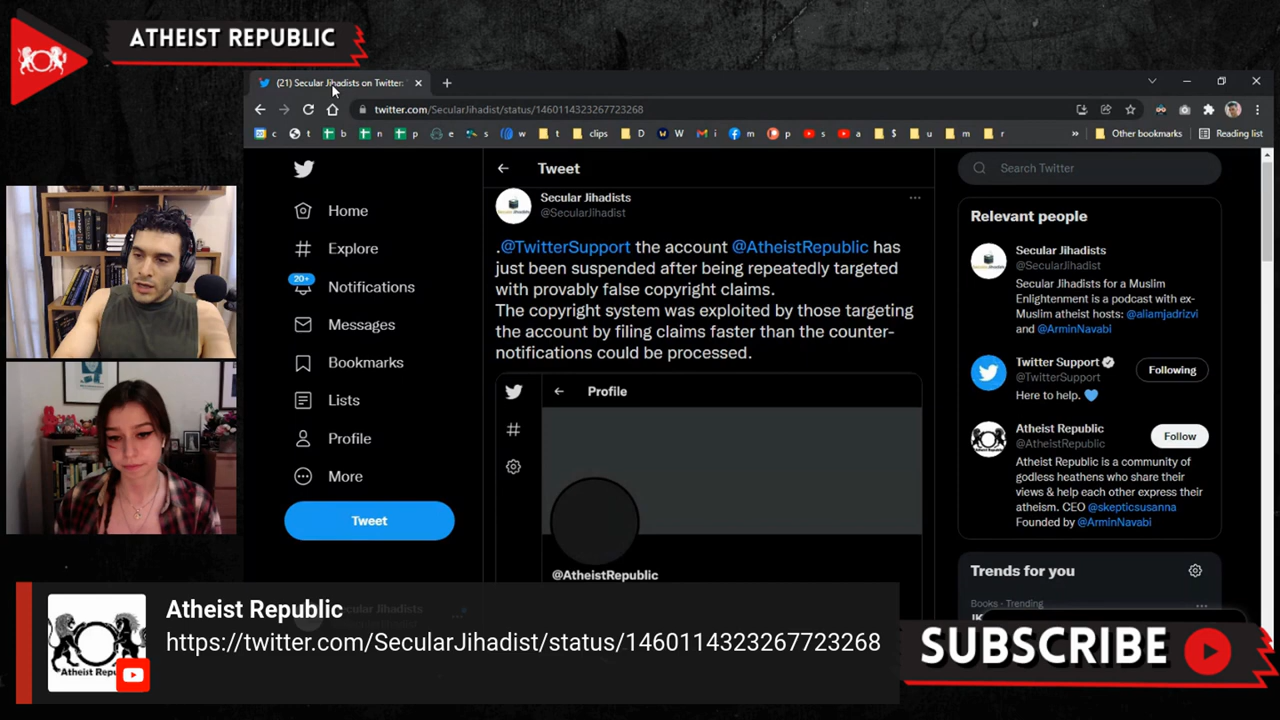 ATHEIST REPUBLIC
(21) Secular Jihadists on Twitter:
twitter.com/SecularJihadist/status/1460114323267723268
c t b n p e s w t clips D W i m p s a $ u m r » Other bookmarks Reading list
Home
Explore
20+
Notifications
Messages
Bookmarks
Lists
Profile
More
Tweet
Tweet
Secular Jihadists
@SecularJihadist
.@TwitterSupport the account @AtheistRepublic has
just been suspended after being repeatedly targeted
with provably false copyright claims.
The copyright system was exploited by those targeting
the account by filing claims faster than the counter-
notifications could be processed.
Profile
@AtheistRepublic
Search Twitter
Relevant people
Secular Jihadists
@SecularJihadist
Secular Jihadists for a Muslim
Enlightenment is a podcast with ex-
Muslim atheist hosts: @aliamjadrizvi
and @ArminNavabi
Twitter Support
@TwitterSupport
Following
Here to help.
Atheist Republic
@AtheistRepublic
Follow
Atheist Republic is a community of
godless heathens who share their
views & help each other express their
atheism. CEO @skepticsusanna
Founded by @ArminNavabi
Trends for you
Books · Trending
Secular Jihadists
Atheist Republic
https://twitter.com/SecularJihadist/status/1460114323267723268
SUBSCRIBE